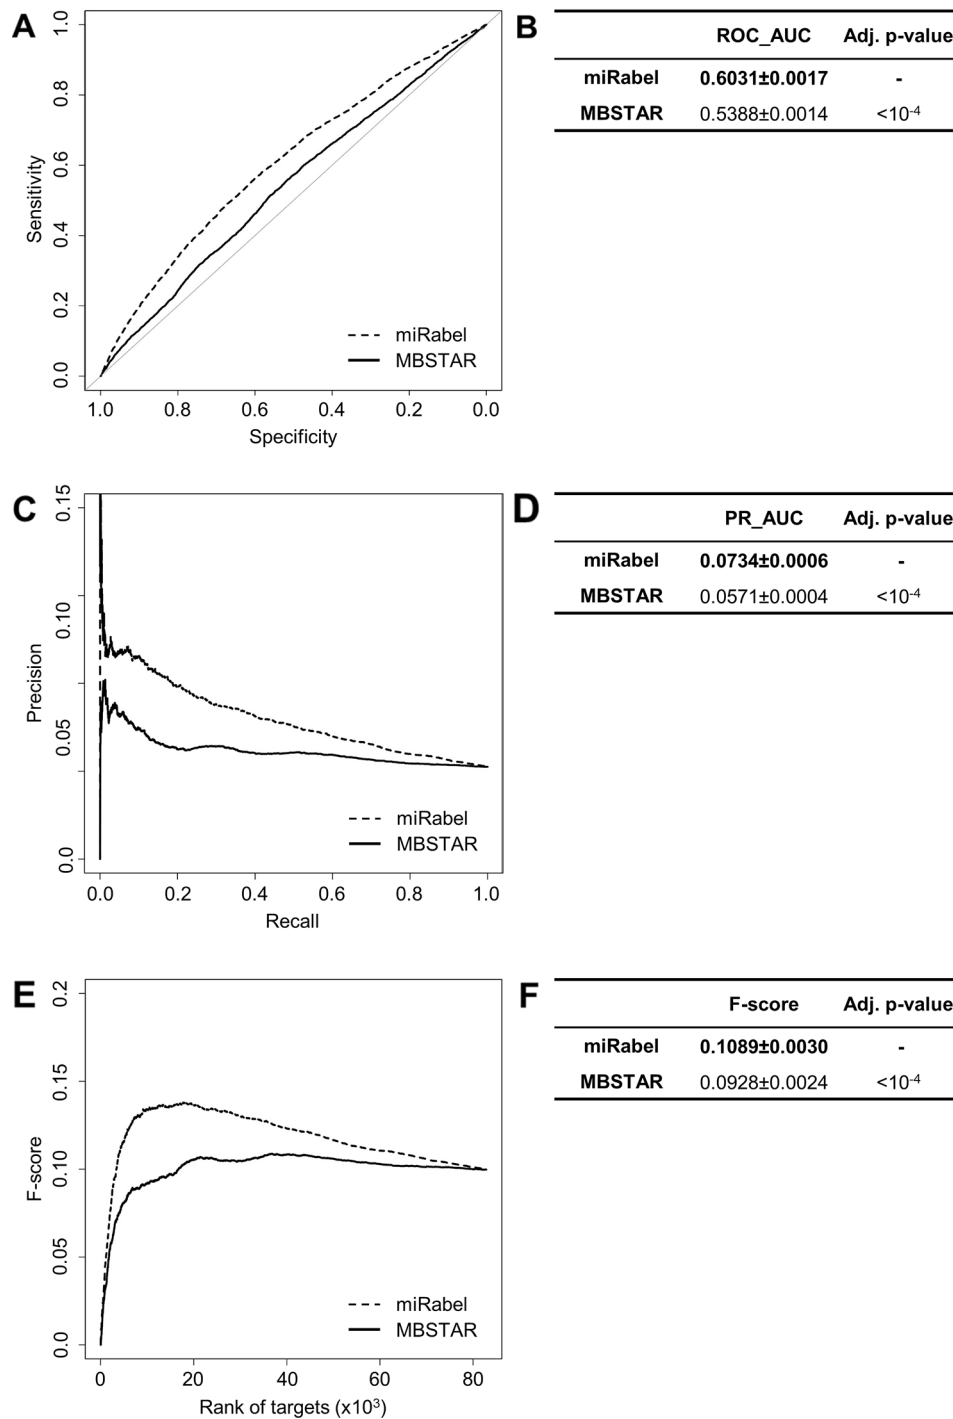 A
1.0
0.8
0.6
0.4
0.2
0.0
Sensitivity
miRabel
MBSTAR
1.0 0.8 0.6 0.4 0.2 0.0
Specificity
B
ROC_AUC Adj. p-value
miRabel 0.6031±0.0017 -
MBSTAR 0.5388±0.0014 <10-4
C
0.15
0.10
0.05
0.0
Precision
miRabel
MBSTAR
0.0 0.2 0.4 0.6 0.8 1.0
Recall
D
PR_AUC Adj. p-value
miRabel 0.0734±0.0006 -
MBSTAR 0.0571±0.0004 <10-4
E
0.2
0.15
0.10
0.05
0.0
F-score
miRabel
MBSTAR
0 20 40 60 80
Rank of targets (x10³)
F
F-score Adj. p-value
miRabel 0.1089±0.0030 -
MBSTAR 0.0928±0.0024 <10-4